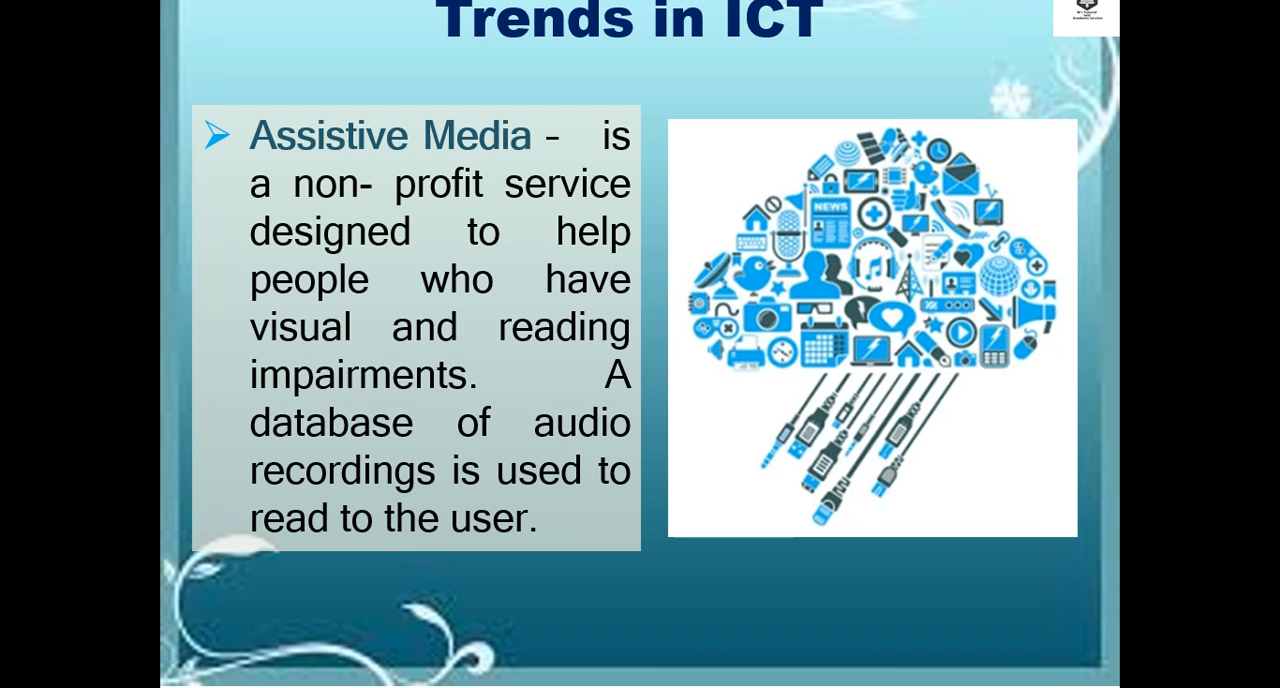 Trends in ICT
Assistive Media - is
a non- profit service
designed to help
people who have
visual and reading
impairments. A
database of audio
recordings is used to
read to the user.
NEWS